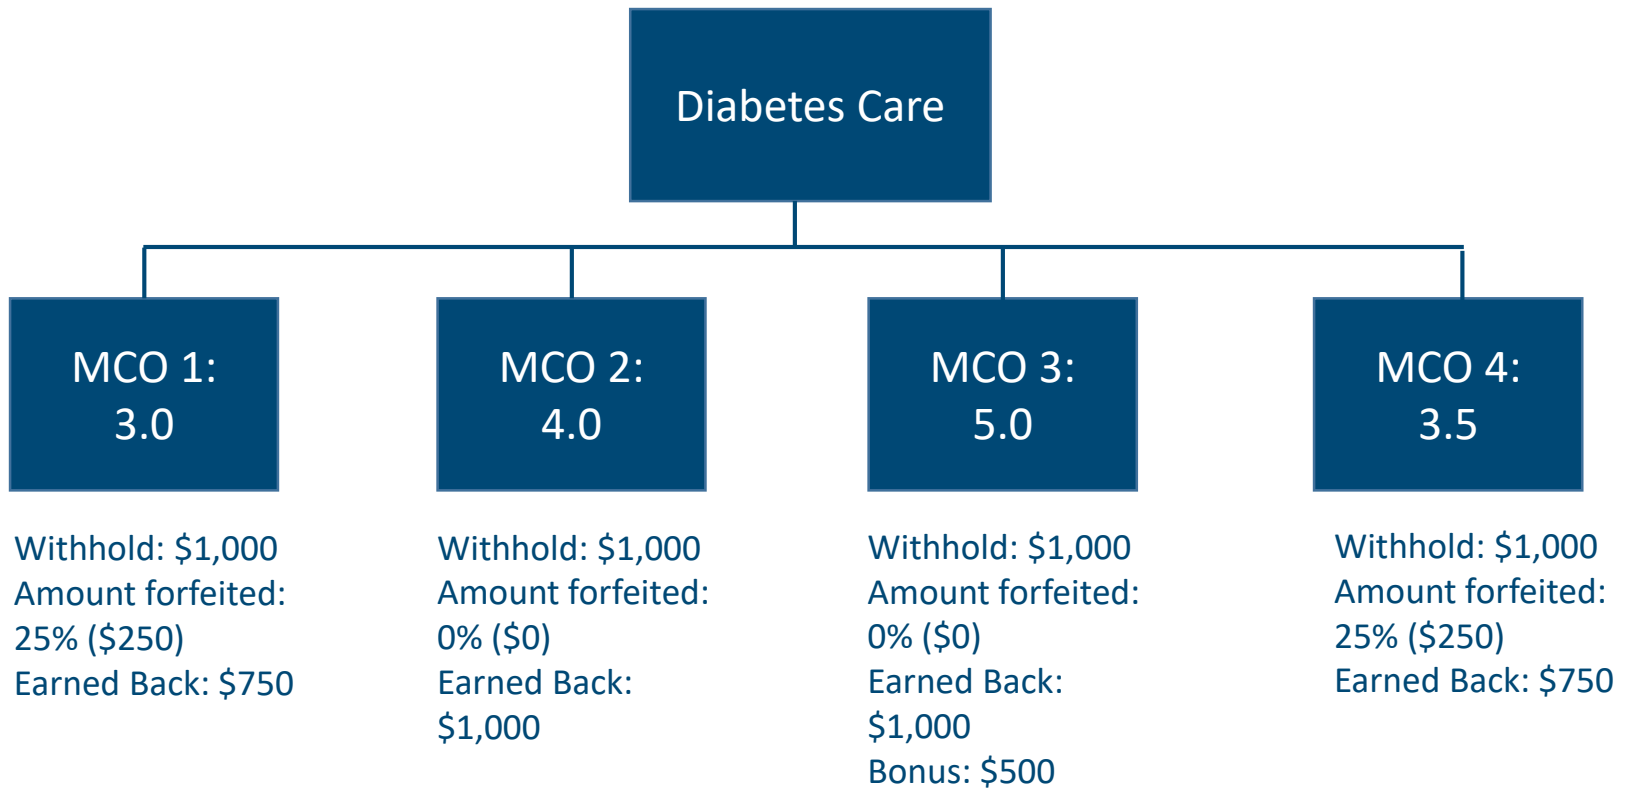 Diabetes Care
MCO 1:
3.0
MCO 2:
4.0
MCO 3:
5.0
MCO 4:
3.5
Withhold: $1,000
Amount forfeited:
25% ($250)
Earned Back: $750
Withhold: $1,000
Amount forfeited:
0% ($0)
Earned Back:
$1,000
Withhold: $1,000
Amount forfeited:
0% ($0)
Earned Back:
$1,000
Bonus: $500
Withhold: $1,000
Amount forfeited:
25% ($250)
Earned Back: $750